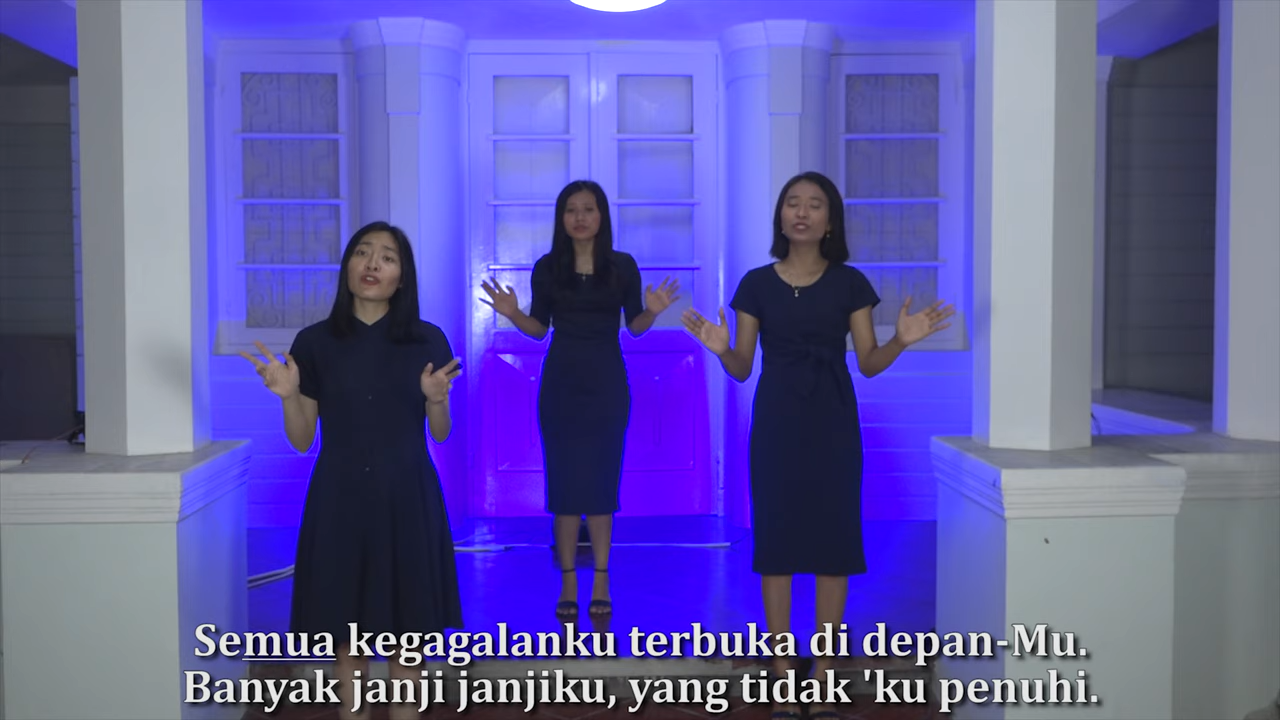 Semua kegagalanku terbuka di depan-Mu.
Banyak janji janjiku, yang tidak 'ku penuhi.